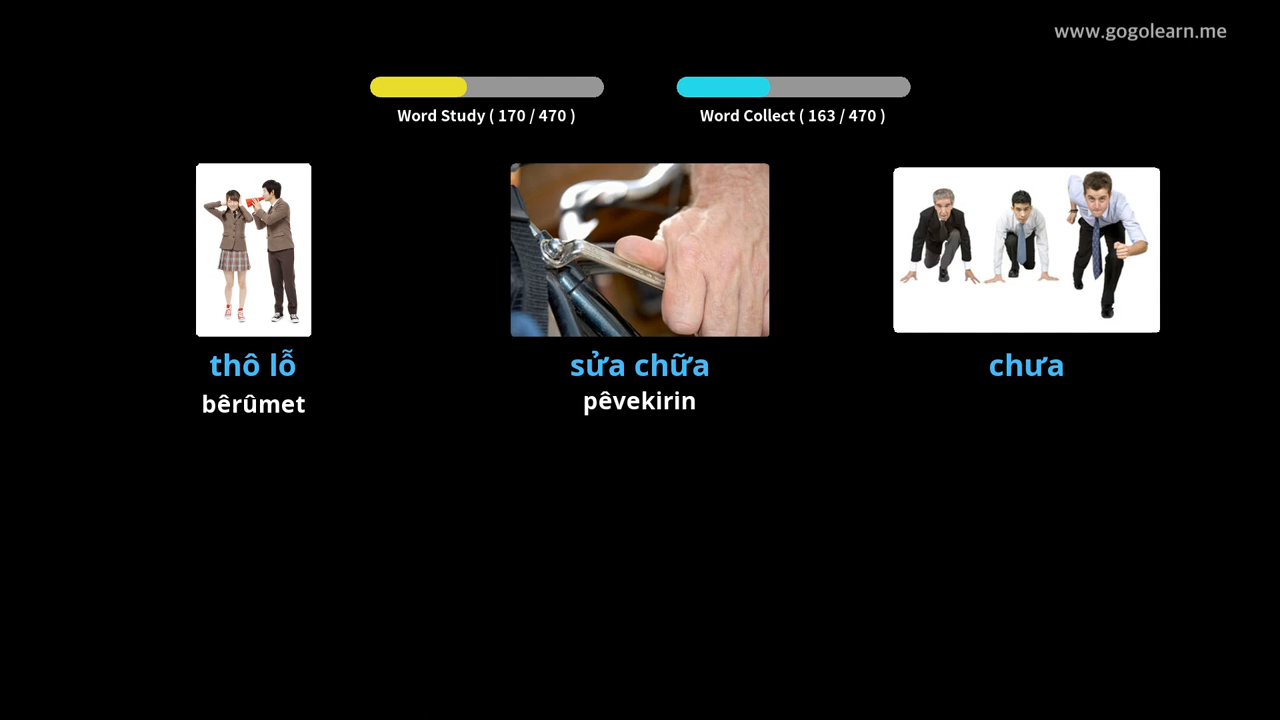 www.gogolearn.me
Word Study ( 170 / 470 )
Word Collect ( 163 / 470 )
thô lỗ
bêrûmet
sửa chữa
pêvekirin
chưa